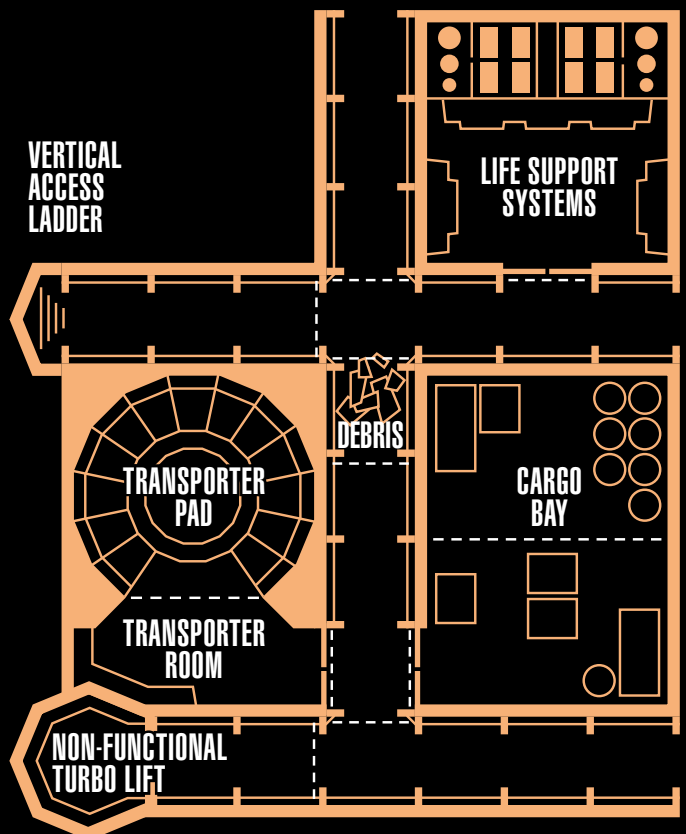 VERTICAL
ACCESS
LADDER
LIFE SUPPORT
SYSTEMS
DEBRIS
TRANSPORTER
PAD
CARGO
BAY
TRANSPORTER
ROOM
NON-FUNCTIONAL
TURBO LIFT